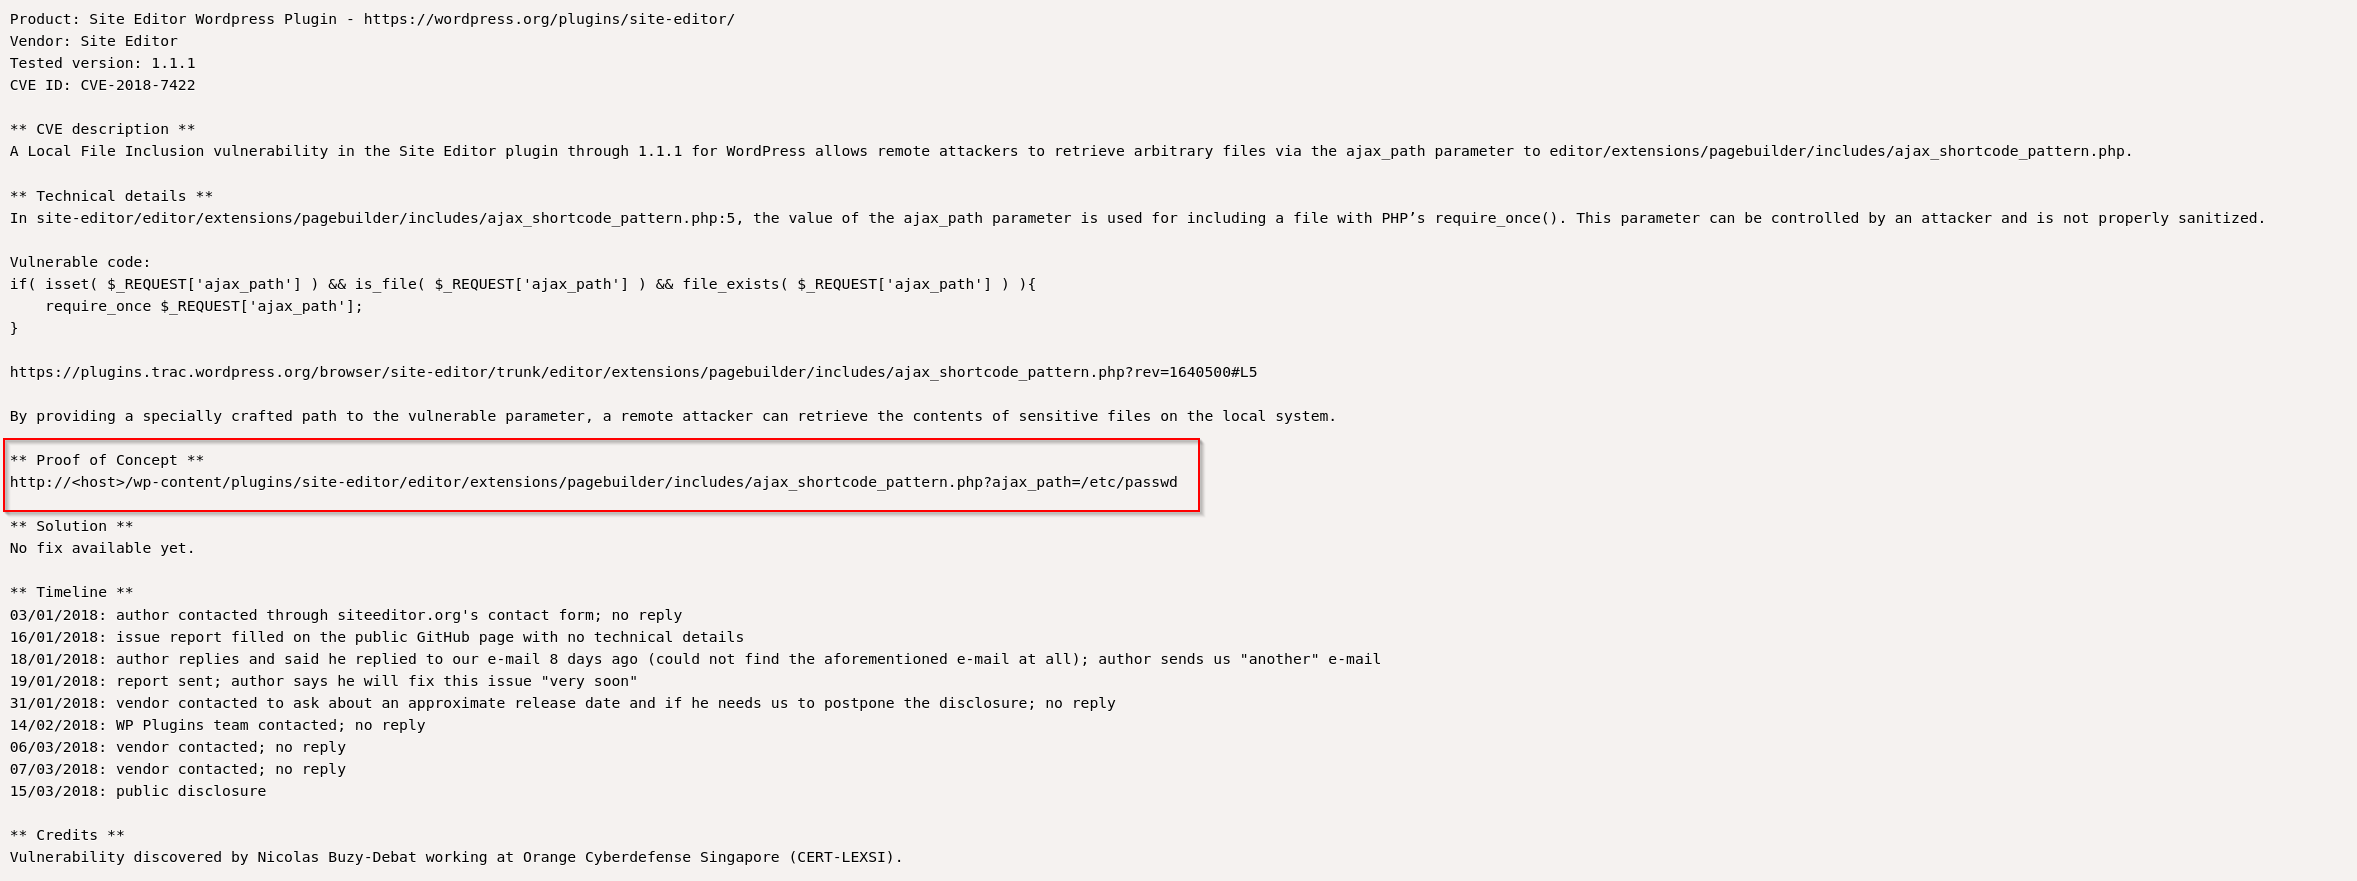 Product: Site Editor Wordpress Plugin - https://wordpress.org/plugins/site-editor/
Vendor: Site Editor
Tested version: 1.1.1
CVE ID: CVE-2018-7422
** CVE description **
A Local File Inclusion vulnerability in the Site Editor plugin through 1.1.1 for WordPress allows remote attackers to retrieve arbitrary files via the ajax_path parameter to editor/extensions/pagebuilder/includes/ajax_shortcode_pattern.php.
** Technical details **
In site-editor/editor/extensions/pagebuilder/includes/ajax_shortcode_pattern.php:5, the value of the ajax_path parameter is used for including a file with PHP’s require_once(). This parameter can be controlled by an attacker and is not properly sanitized.
Vulnerable code:
if( isset( $_REQUEST['ajax_path'] ) && is_file( $_REQUEST['ajax_path'] ) && file_exists( $_REQUEST['ajax_path'] ) ){
    require_once $_REQUEST['ajax_path'];
}
https://plugins.trac.wordpress.org/browser/site-editor/trunk/editor/extensions/pagebuilder/includes/ajax_shortcode_pattern.php?rev=1640500#L5
By providing a specially crafted path to the vulnerable parameter, a remote attacker can retrieve the contents of sensitive files on the local system.
** Proof of Concept **
http://<host>/wp-content/plugins/site-editor/editor/extensions/pagebuilder/includes/ajax_shortcode_pattern.php?ajax_path=/etc/passwd
** Solution **
No fix available yet.
** Timeline **
03/01/2018: author contacted through siteeditor.org's contact form; no reply
16/01/2018: issue report filled on the public GitHub page with no technical details
18/01/2018: author replies and said he replied to our e-mail 8 days ago (could not find the aforementioned e-mail at all); author sends us "another" e-mail
19/01/2018: report sent; author says he will fix this issue "very soon"
31/01/2018: vendor contacted to ask about an approximate release date and if he needs us to postpone the disclosure; no reply
14/02/2018: WP Plugins team contacted; no reply
06/03/2018: vendor contacted; no reply
07/03/2018: vendor contacted; no reply
15/03/2018: public disclosure
** Credits **
Vulnerability discovered by Nicolas Buzy-Debat working at Orange Cyberdefense Singapore (CERT-LEXSI).